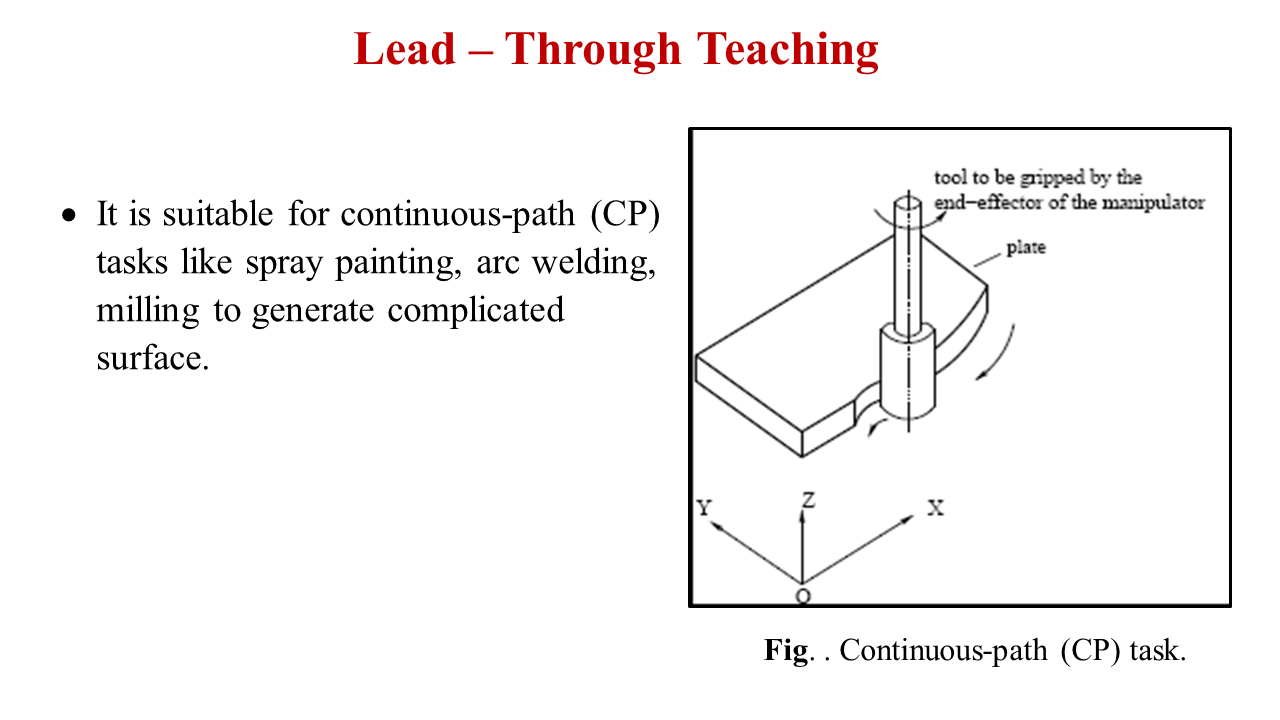 Lead – Through Teaching
• It is suitable for continuous-path (CP)
tasks like spray painting, arc welding,
milling to generate complicated
surface.
tool to be gripped by the
end-effector of the manipulator
plate
Y
Z
X
O
Fig. . Continuous-path (CP) task.